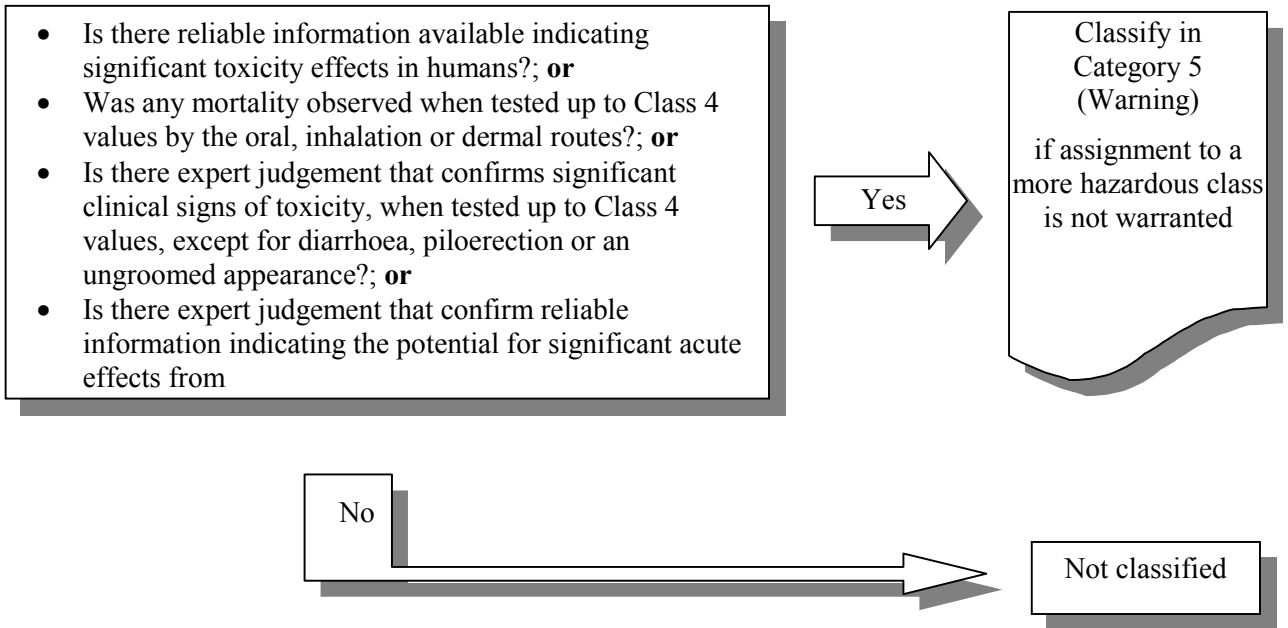 • Is there reliable information available indicating
significant toxicity effects in humans?; or
• Was any mortality observed when tested up to Class 4
values by the oral, inhalation or dermal routes?; or
• Is there expert judgement that confirms significant
clinical signs of toxicity, when tested up to Class 4
values, except for diarrhoea, piloerection or an
ungroomed appearance?; or
• Is there expert judgement that confirm reliable
information indicating the potential for significant acute
effects from
Yes
Classify in
Category 5
(Warning)
if assignment to a
more hazardous class
is not warranted
No
Not classified